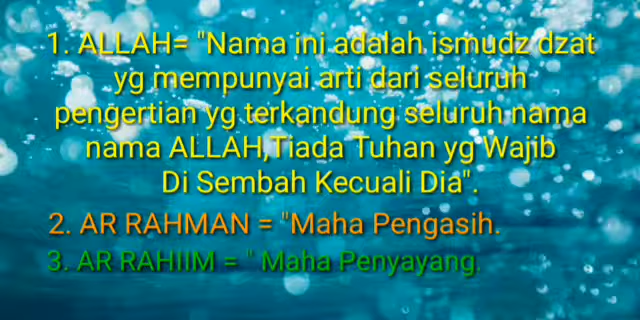 1. ALLAH= "Nama ini adalah ismudz dzat
yg mempunyai arti dari seluruh
pengertian yg terkandung seluruh nama
nama ALLAH,Tiada Tuhan yg Wajib
Di Sembah Kecuali Dia".
2. AR RAHMAN = "Maha Pengasih.
3. AR RAHIIM = " Maha Penyayang.